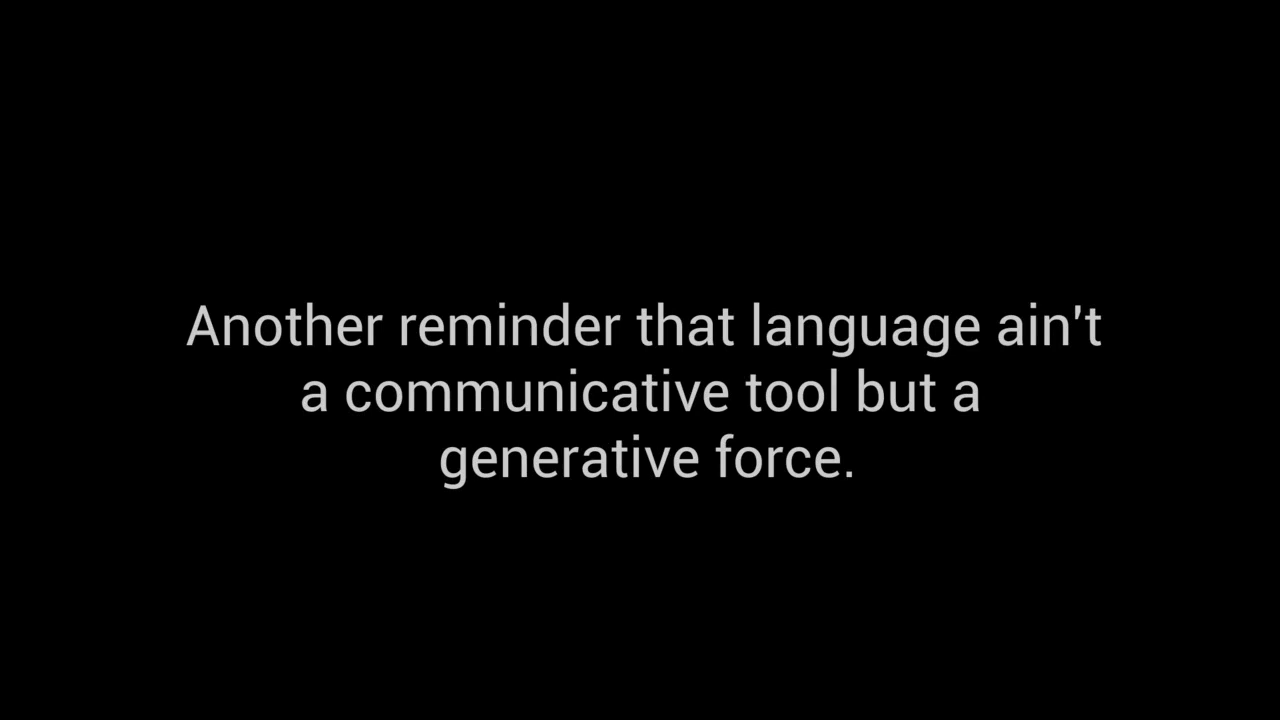 Another reminder that language ain't
a communicative tool but a
generative force.